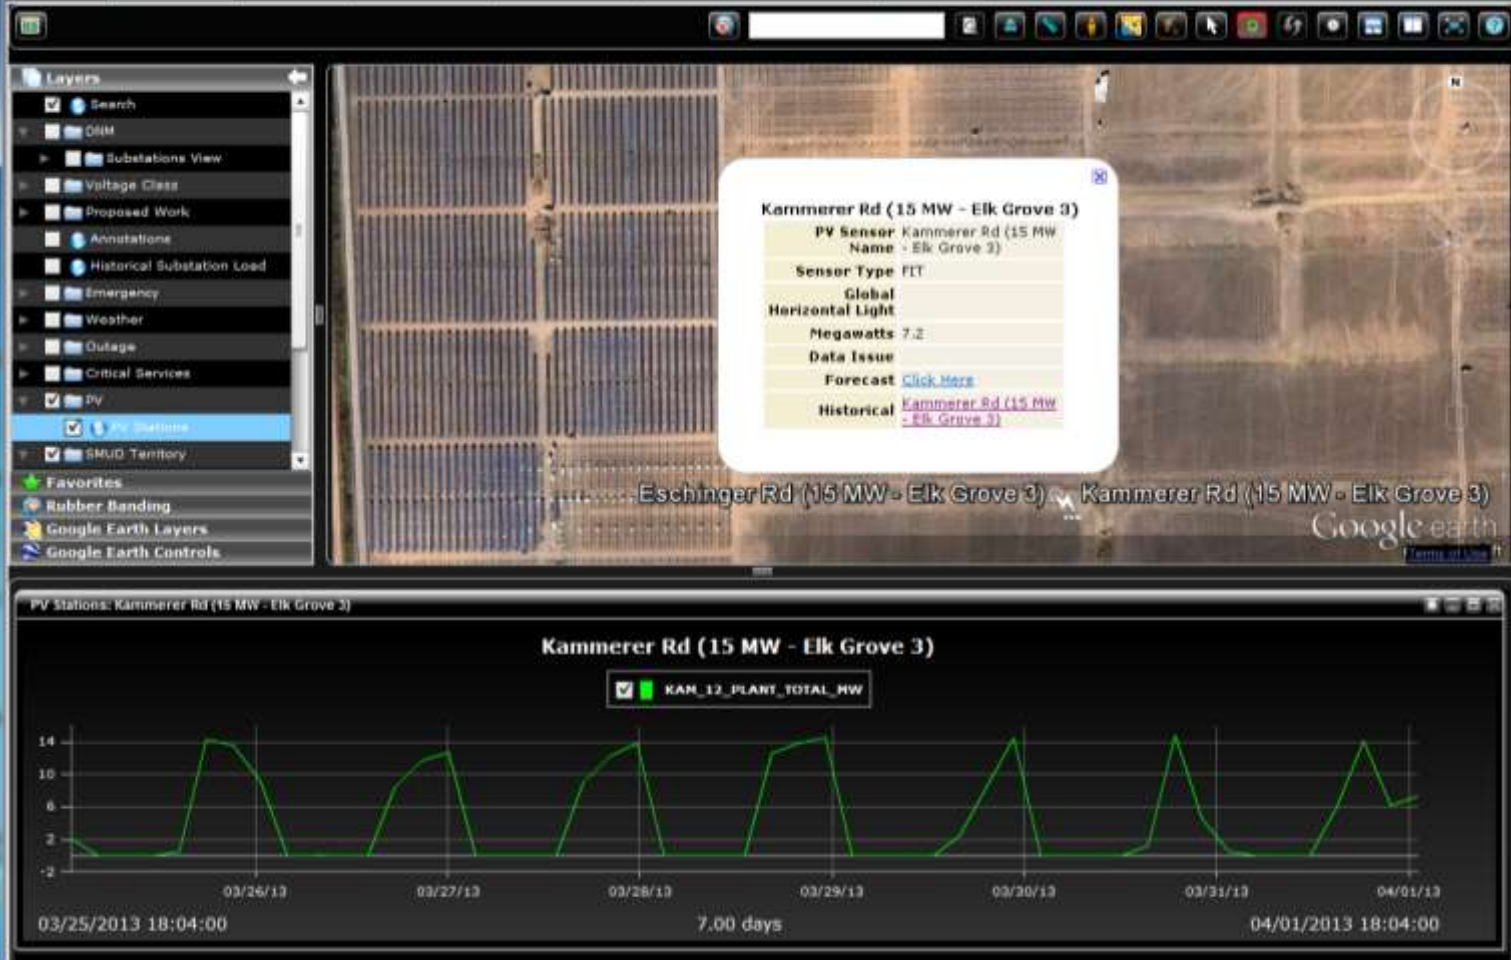 Layers
Search
DNM
Substations View
Voltage Class
Proposed Work
Annotations
Historical Substation Load
Emergency
Weather
Outage
Critical Services
PV
PV Stations
SMUD Territory
Favorites
Rubber Banding
Google Earth Layers
Google Earth Controls
N
Kammerer Rd (15 MW - Elk Grove 3)
PV Sensor Name Kammerer Rd (15 MW
- Elk Grove 3)
Sensor Type FIT
Global
Horizontal Light
Megawatts 7.2
Data Issue
Forecast Click Here
Historical Kammerer Rd (15 MW
- Elk Grove 3)
Eschinger Rd (15 MW - Elk Grove 3)
Kammerer Rd (15 MW - Elk Grove 3)
Google earth
Terms of Use
PV Stations: Kammerer Rd (15 MW - Elk Grove 3)
Kammerer Rd (15 MW - Elk Grove 3)
KAM_12_PLANT_TOTAL_MW
14
10
6
2
-2
03/26/13 03/27/13 03/28/13 03/29/13 03/30/13 03/31/13 04/01/13
03/25/2013 18:04:00 7.00 days 04/01/2013 18:04:00